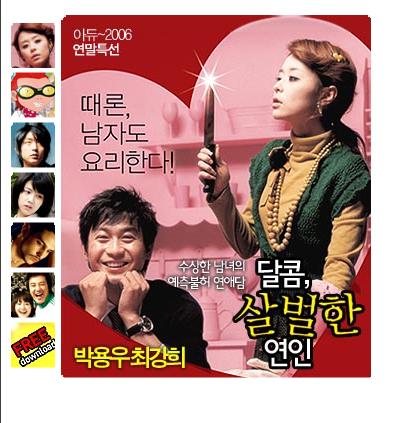 아듀~2006
연말특선
때론,
남자도
요리한다!
수상한 남녀의
예측불허 연애담
달콤,
살벌한
연인
박용우 최강희
FREE
download